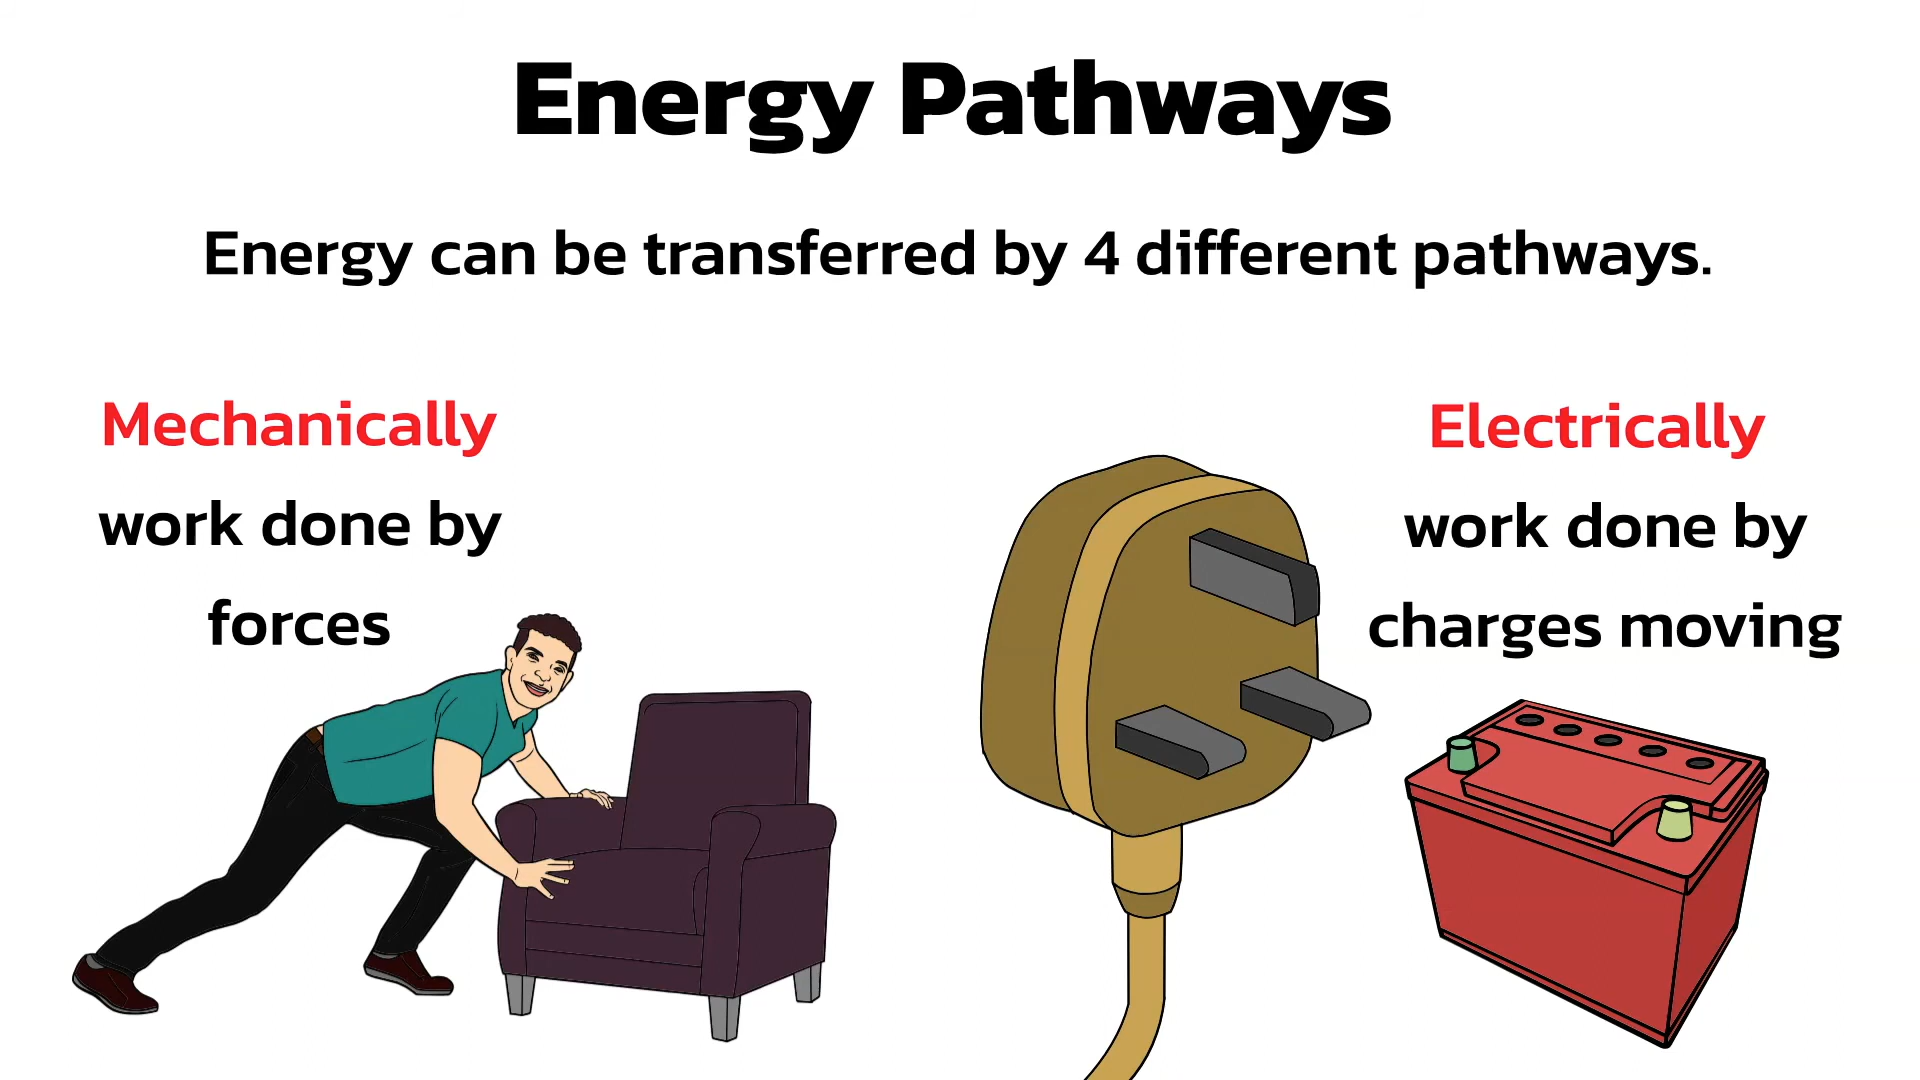 Energy Pathways
Energy can be transferred by 4 different pathways.
Mechanically
work done by
forces
Electrically
work done by
charges moving